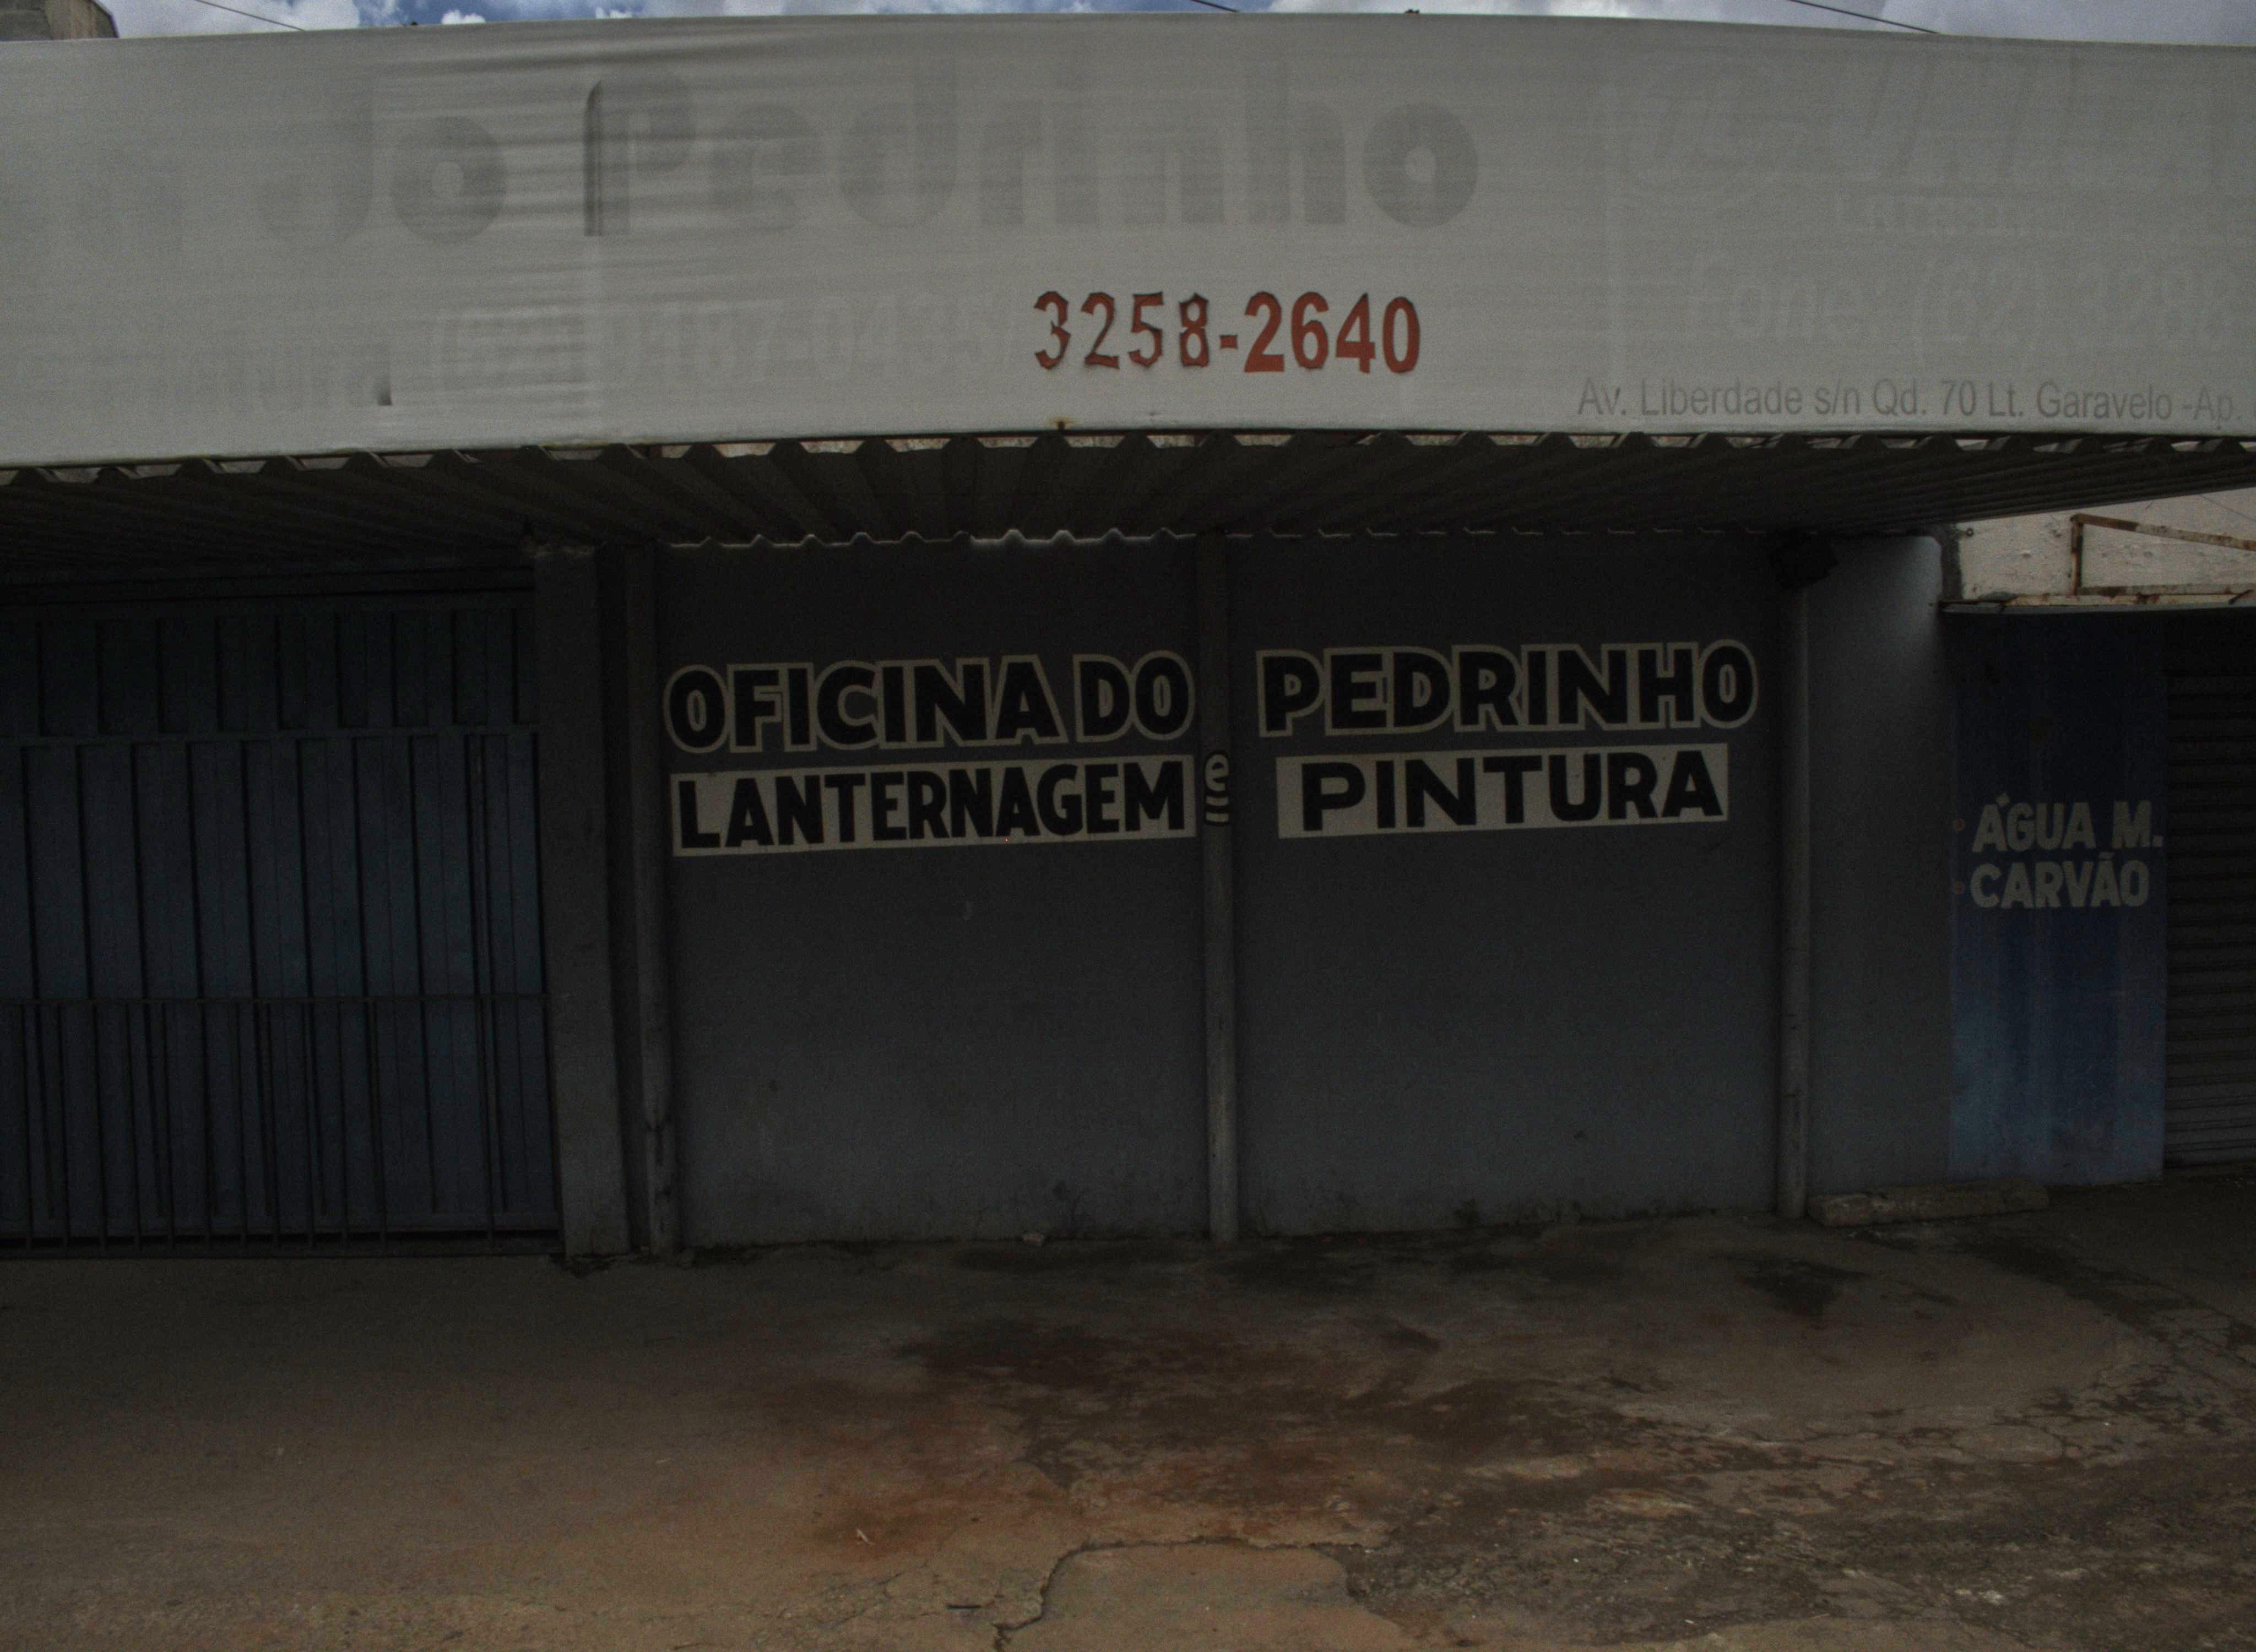 do Pedrinho
3258-2640
Av. Liberdade s/n Qd. 70 Lt. Garavelo -Ap.
OFICINA DO PEDRINHO
LANTERNAGEM e PINTURA
ÁGUA M.
CARVÃO